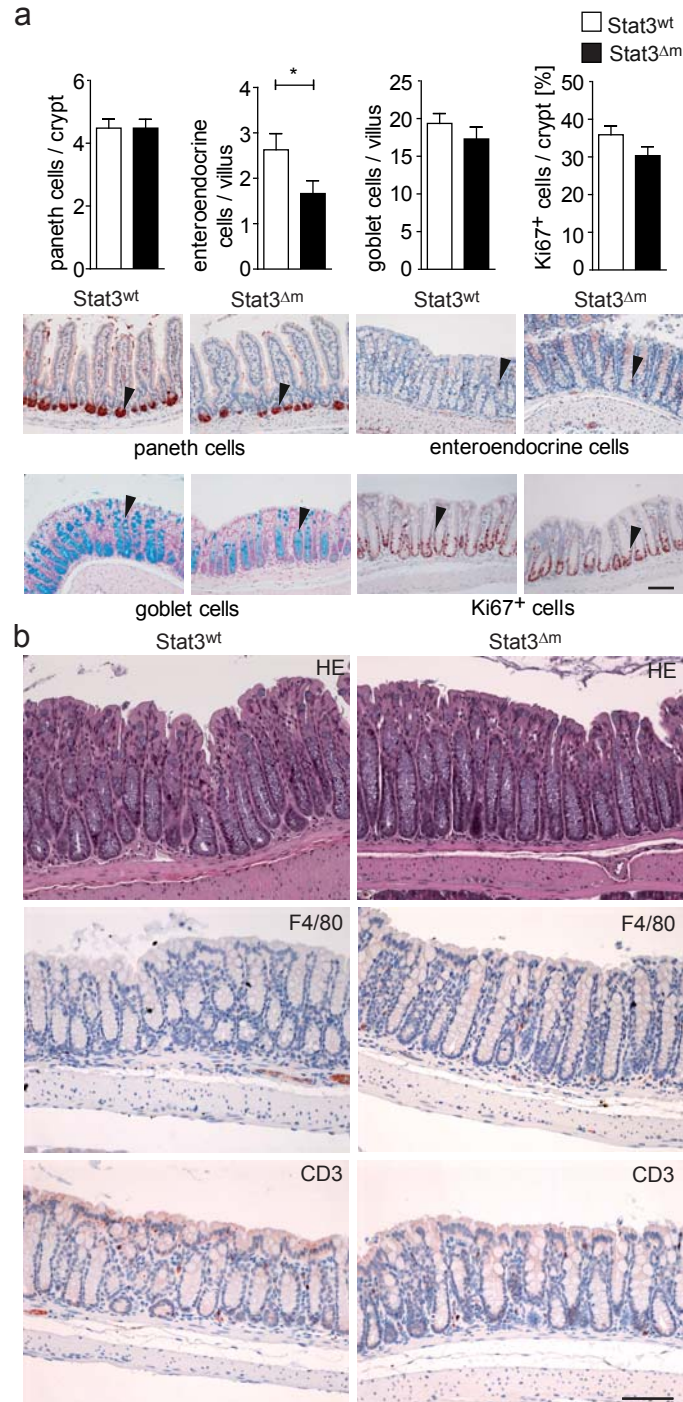 a
Stat3wt
Stat3Δm
paneth cells / crypt
6
4
2
0
enteroendocrine
cells / villus
4
3
2
1
0
*
goblet cells / villus
25
20
15
10
5
0
Ki67+ cells / crypt [%]
50
40
30
20
10
0
Stat3wt Stat3Δm Stat3wt Stat3Δm
paneth cells enteroendocrine cells
goblet cells Ki67+ cells
b Stat3wt Stat3Δm
HE HE
F4/80 F4/80
CD3 CD3